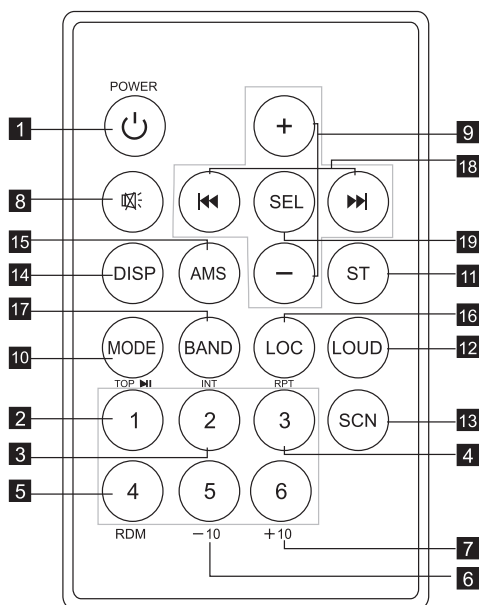 POWER
1
+
9
18
8
SEL
15
19
14
DISP
AMS
−
ST
11
17
16
10
MODE
BAND
LOC
LOUD
12
TOP
INT
RPT
2
1
2
3
SCN
13
3
4
5
4
5
6
RDM
−10
+10
7
6